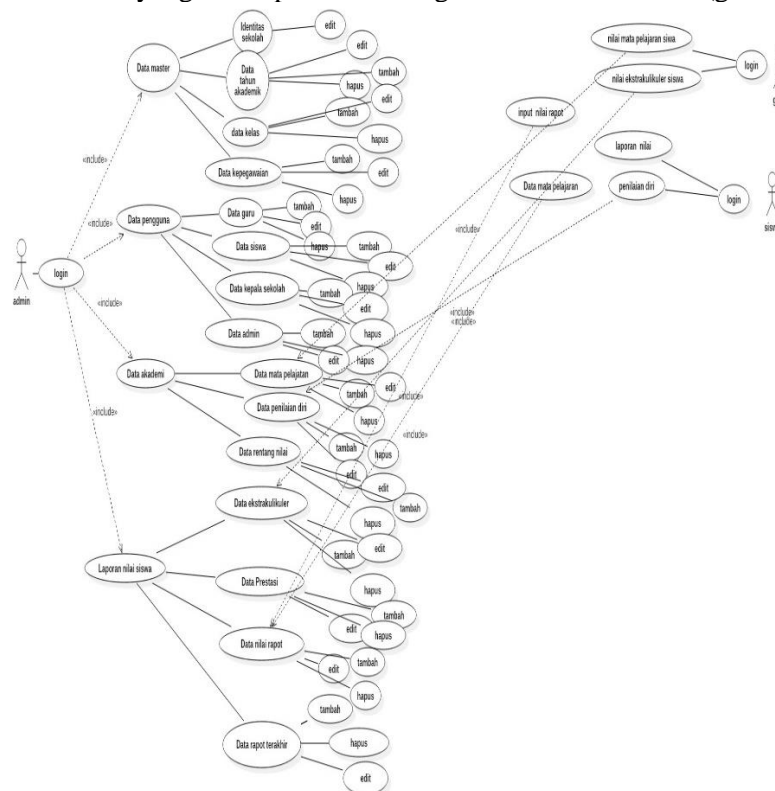 Identitas
sekolah
edit
Data master
edit
Data
tahun
akademik
tambah
hapus
tambah
edit
data kelas
hapus
«include»
tambah
Data kepegawaian
edit
hapus
«include»
Data pengguna
Data guru
tambah
edit
hapus
Data siswa
tambah
edit
hapus
admin
login
Data kepala sekolah
tambah
edit
hapus
«include»
Data admin
tambah
edit
hapus
Data akademi
Data mata pelajatan
edit
tambah
hapus
Data penilaian diri
«include»
tambah
hapus
edit
Data rentang nilai
edit
tambah
hapus
Data ekstrakulikuler
edit
tambah
hapus
Laporan nilai siswa
Data Prestasi
tambah
edit
hapus
Data nilai rapot
tambah
edit
hapus
tambah
Data rapot terakhir
hapus
edit
nilai mata pelajaran siwa
login
nilai ekstrakulikuler siswa
input nilai rapot
laporan nilai
Data mata pelajaran
penilaian diri
login
«include»
«include»
«include»
«include»
«include»